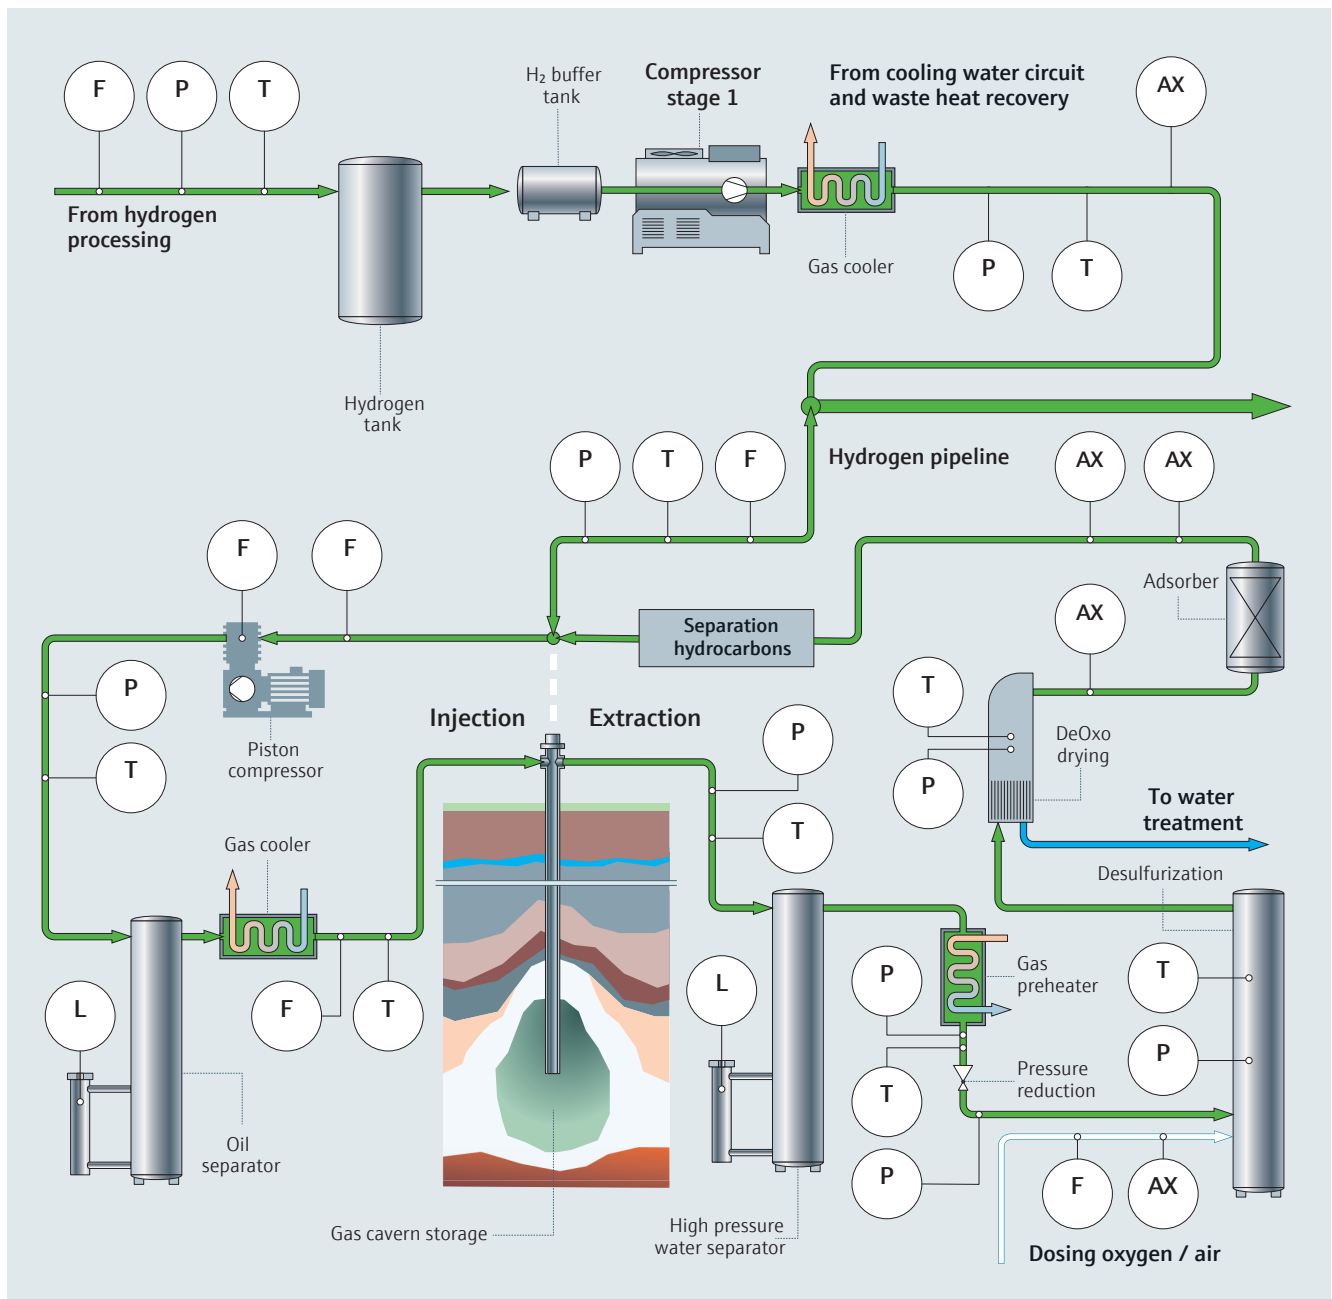 F
P
T
H₂ buffer
tank
Compressor
stage 1
From cooling water circuit
and waste heat recovery
AX
From hydrogen
processing
Gas cooler
P
T
Hydrogen
tank
P
T
F
Hydrogen pipeline
AX
AX
F
F
Adsorber
Separation
hydrocarbons
AX
P
T
Piston
compressor
Injection
Extraction
P
T
T
P
DeOxo
drying
To water
treatment
Gas cooler
Desulfurization
L
F
T
L
P
Gas
preheater
T
T
P
Pressure
reduction
Oil
separator
P
F
AX
Gas cavern storage
High pressure
water separator
Dosing oxygen / air